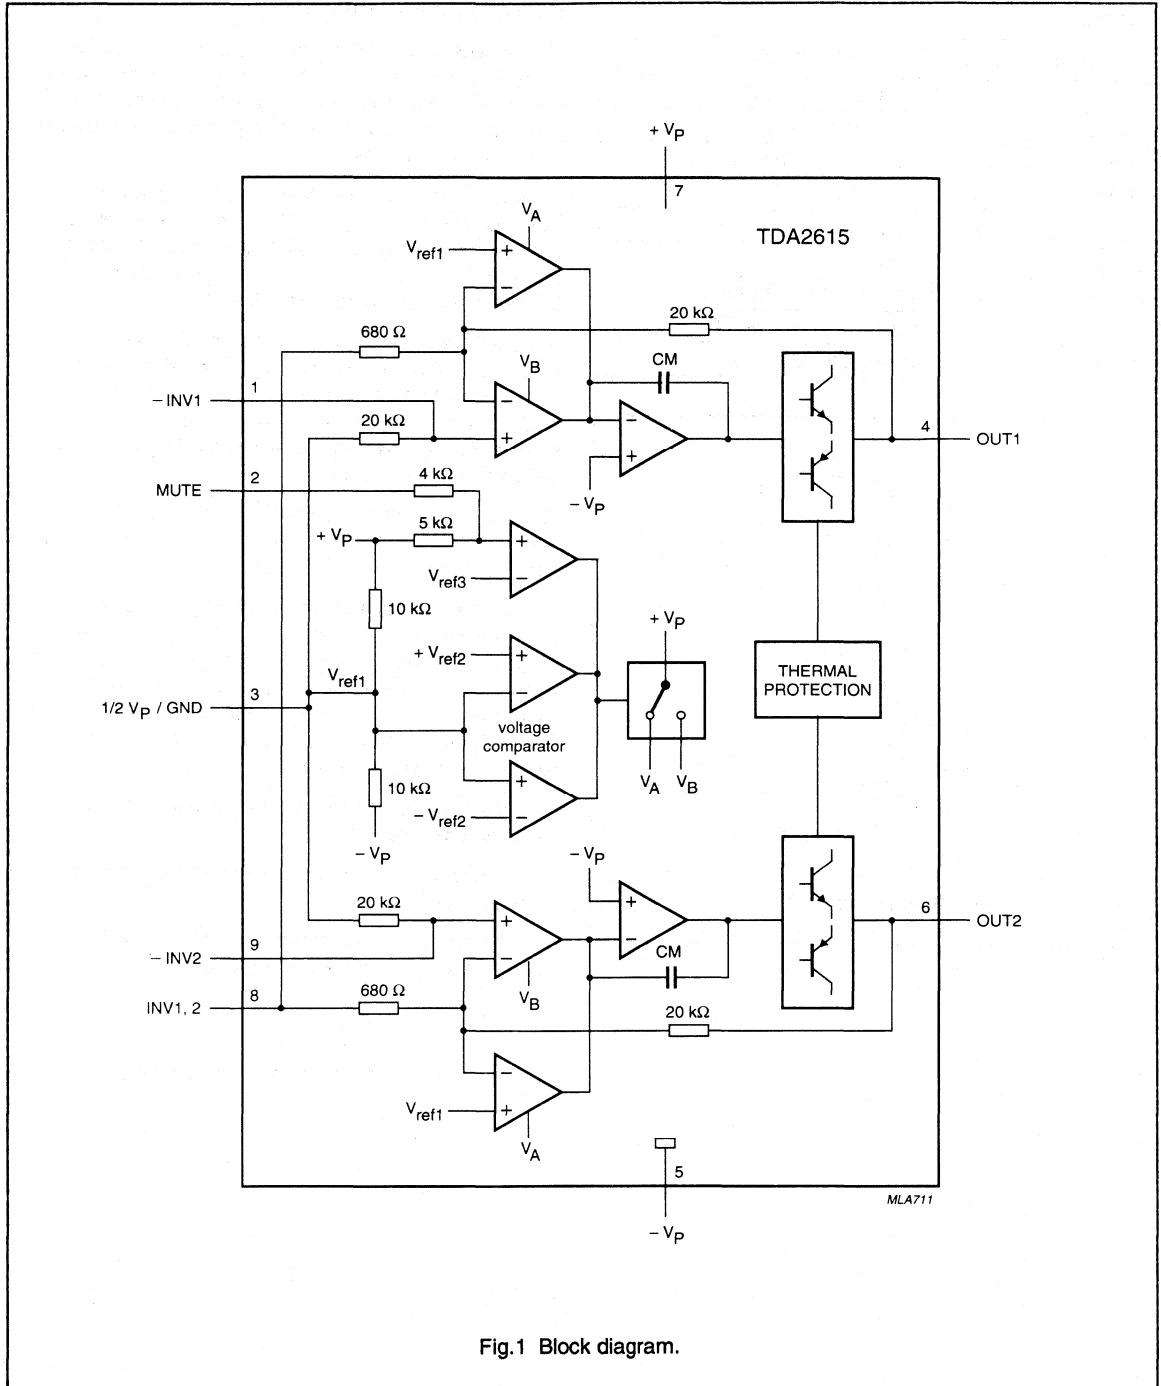 + VP
7
TDA2615
VA
Vref1
+
−
20 kΩ
680 Ω
CM
VB
1
− INV1
−
+
20 kΩ
−
+
4
OUT1
− VP
2
MUTE
4 kΩ
5 kΩ
+ VP
+
−
Vref3
10 kΩ
+ VP
+ Vref2
+
−
Vref1
3
1/2 VP / GND
THERMAL
PROTECTION
voltage
comparator
VA
VB
10 kΩ
+
−
− Vref2
− VP
− VP
20 kΩ
+
−
+
−
6
OUT2
9
− INV2
CM
VB
8
INV1, 2
680 Ω
20 kΩ
−
+
Vref1
VA
5
MLA711
− VP
Fig.1 Block diagram.